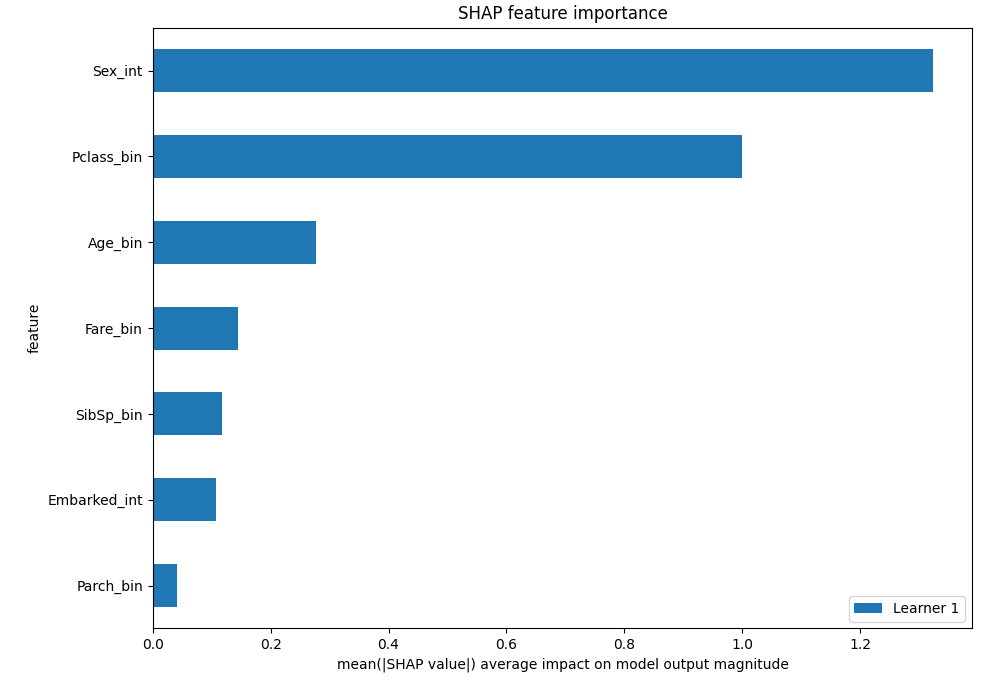 SHAP feature importance
Sex_int
Pclass_bin
Age_bin
Fare_bin
feature
SibSp_bin
Embarked_int
Parch_bin
Learner 1
0.0 0.2 0.4 0.6 0.8 1.0 1.2
mean(|SHAP value|) average impact on model output magnitude